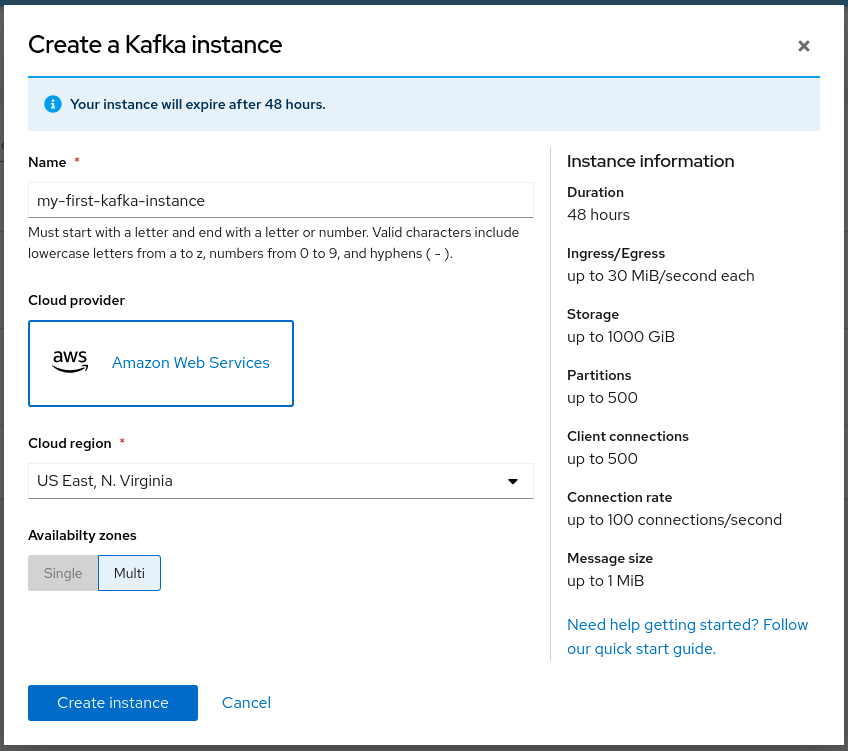 Create a Kafka instance
Your instance will expire after 48 hours.
Name *
my-first-kafka-instance
Must start with a letter and end with a letter or number. Valid characters include
lowercase letters from a to z, numbers from 0 to 9, and hyphens ( - ).
Cloud provider
aws
Amazon Web Services
Cloud region *
US East, N. Virginia
Availabilty zones
Single
Multi
Instance information
Duration
48 hours
Ingress/Egress
up to 30 MiB/second each
Storage
up to 1000 GiB
Partitions
up to 500
Client connections
up to 500
Connection rate
up to 100 connections/second
Message size
up to 1 MiB
Need help getting started? Follow
our quick start guide.
Create instance
Cancel